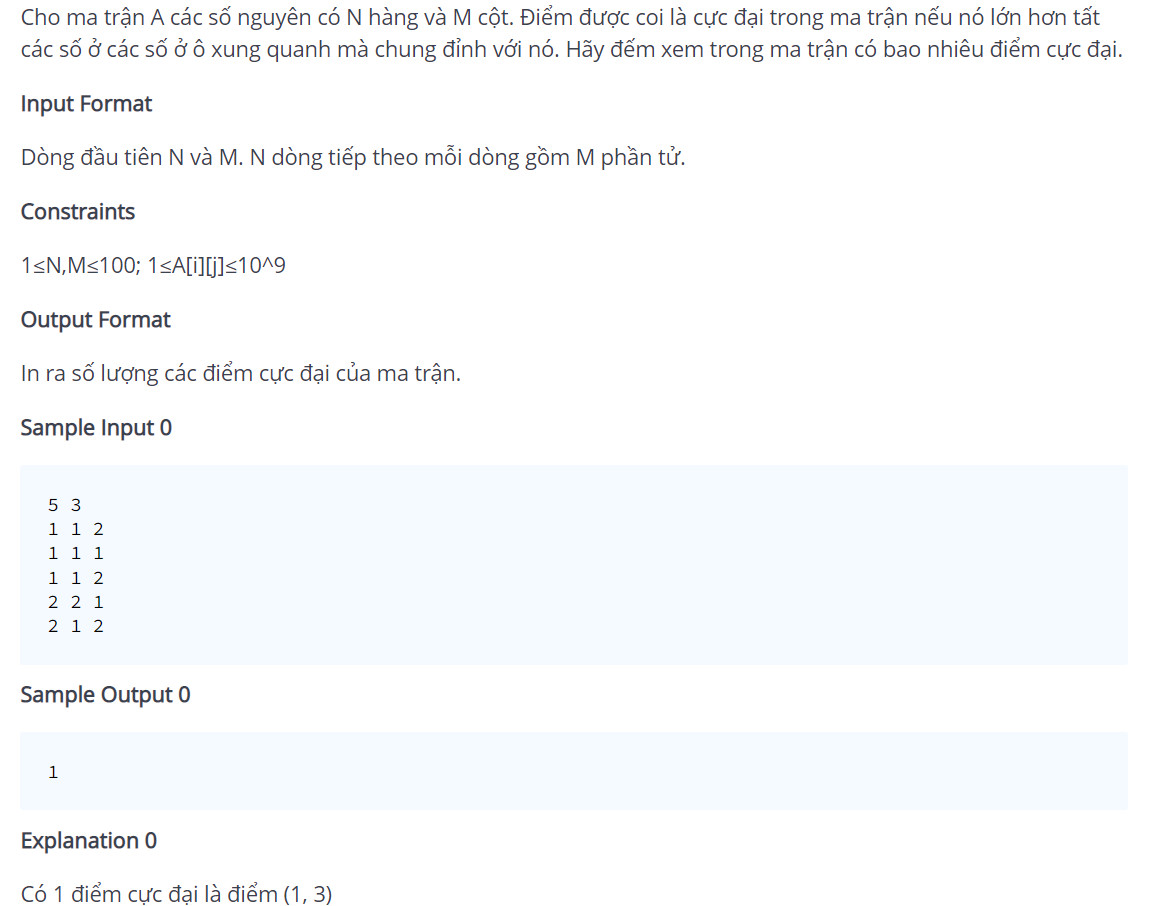 Cho ma trận A các số nguyên có N hàng và M cột. Điểm được coi là cực đại trong ma trận nếu nó lớn hơn tất
các số ở các số ở ô xung quanh mà chung đỉnh với nó. Hãy đếm xem trong ma trận có bao nhiêu điểm cực đại.
Input Format
Dòng đầu tiên N và M. N dòng tiếp theo mỗi dòng gồm M phần tử.
Constraints
1≤N,M≤100; 1≤A[i][j]≤10^9
Output Format
In ra số lượng các điểm cực đại của ma trận.
Sample Input 0
5 3
1 1 2
1 1 1
1 1 2
2 2 1
2 1 2
Sample Output 0
1
Explanation 0
Có 1 điểm cực đại là điểm (1, 3)